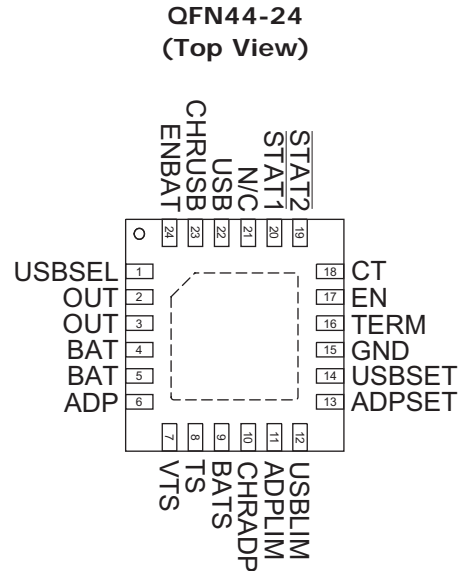 QFN44-24
(Top View)
ENBAT
CHRUSB
USB
N/C
STAT1
STAT2
24
23
22
21
20
19
USBSEL 1
OUT 2
OUT 3
BAT 4
BAT 5
ADP 6
18 CT
17 EN
16 TERM
15 GND
14 USBSET
13 ADPSET
7
8
9
10
11
12
VTS
TS
BATS
CHRADP
ADPLIM
USBLIM